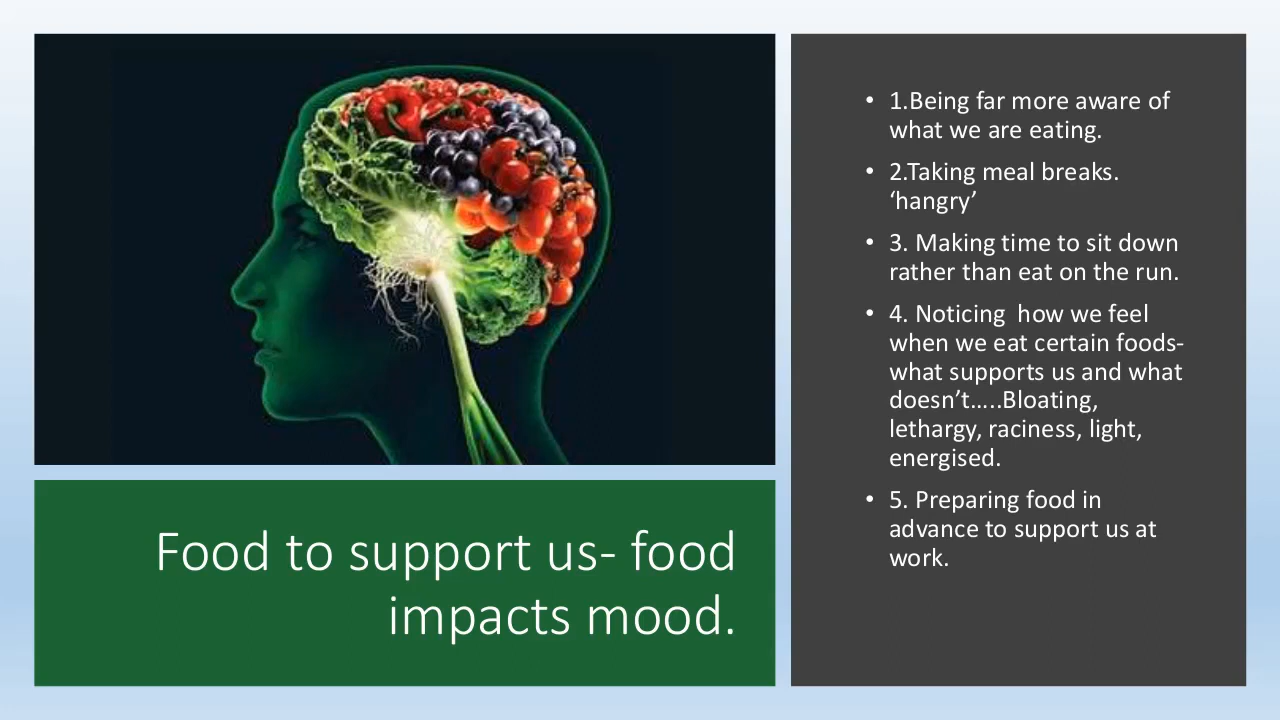 Food to support us- food
impacts mood.
• 1.Being far more aware of
what we are eating.
• 2.Taking meal breaks.
‘hangry’
• 3. Making time to sit down
rather than eat on the run.
• 4. Noticing  how we feel
when we eat certain foods-
what supports us and what
doesn’t…..Bloating,
lethargy, raciness, light,
energised.
• 5. Preparing food in
advance to support us at
work.